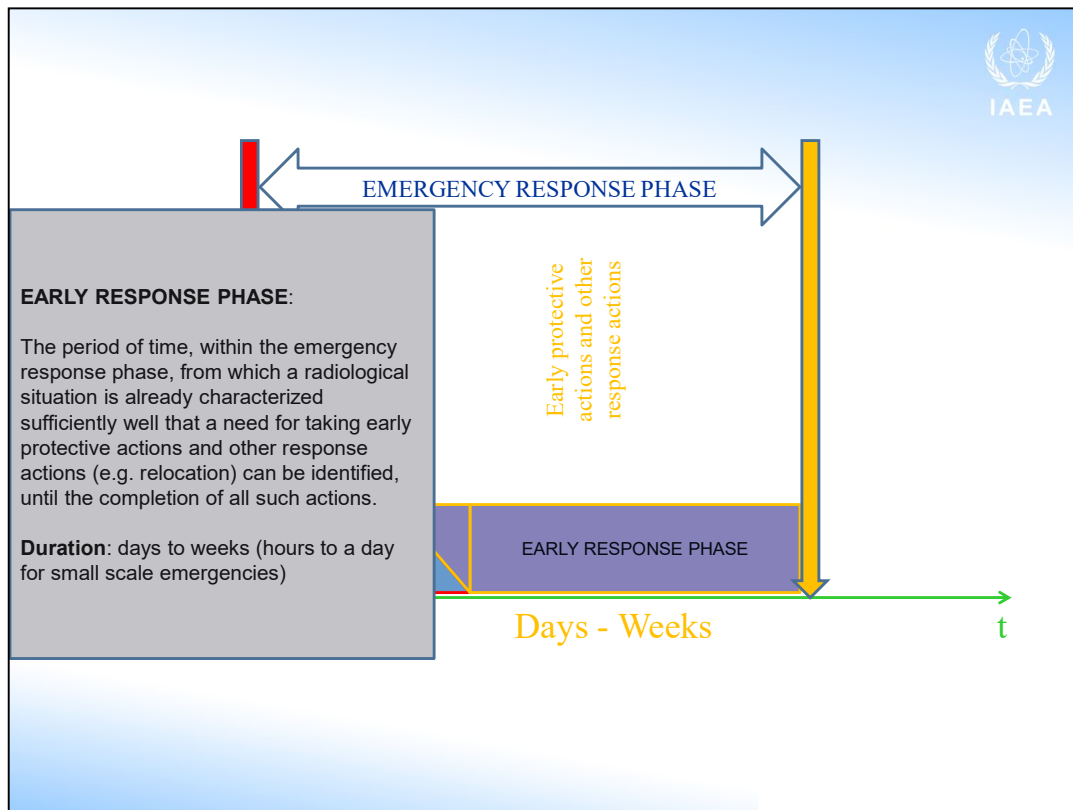 IAEA
EMERGENCY RESPONSE PHASE
EARLY RESPONSE PHASE:
The period of time, within the emergency
response phase, from which a radiological
situation is already characterized
sufficiently well that a need for taking early
protective actions and other response
actions (e.g. relocation) can be identified,
until the completion of all such actions.
Duration: days to weeks (hours to a day
for small scale emergencies)
Early protective
actions and other
response actions
EARLY RESPONSE PHASE
Days - Weeks
t